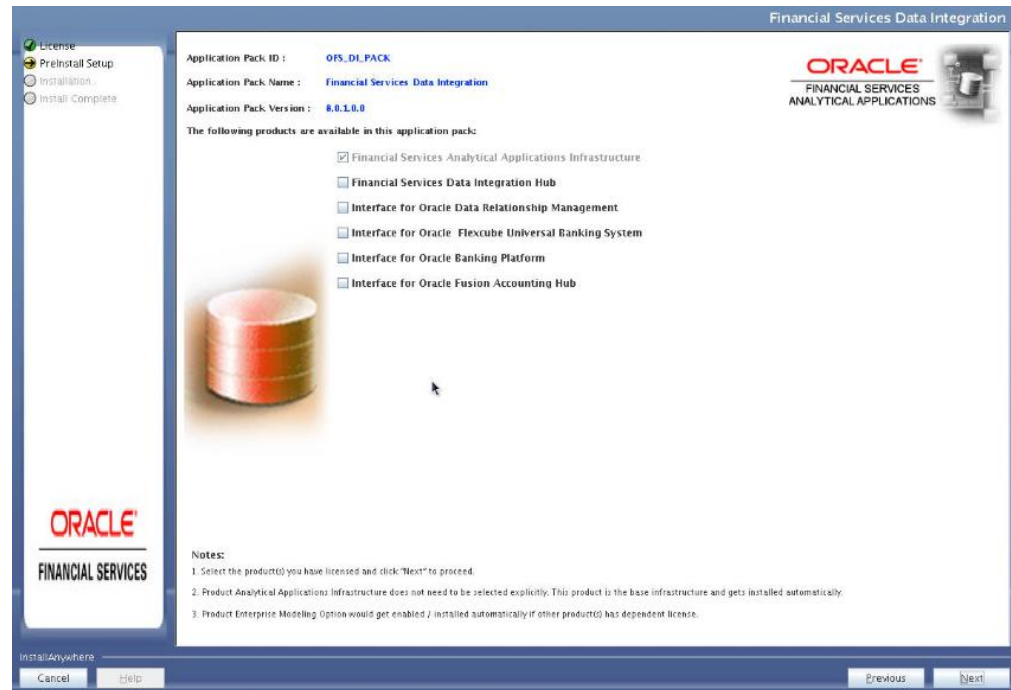 Financial Services Data Integration
License
Preinstall Setup
Installation...
Install Complete
Application Pack ID : OFS_DI_PACK
Application Pack Name : Financial Services Data Integration
Application Pack Version : 8.0.1.0.0
ORACLE
FINANCIAL SERVICES
ANALYTICAL APPLICATIONS
The following products are available in this application pack:
Financial Services Analytical Applications Infrastructure
Financial Services Data Integration Hub
Interface for Oracle Data Relationship Management
Interface for Oracle Flexcube Universal Banking System
Interface for Oracle Banking Platform
Interface for Oracle Fusion Accounting Hub
ORACLE
FINANCIAL SERVICES
Notes:
1. Select the product(s) you have licensed and click "Next" to proceed.
2. Product Analytical Applications Infrastructure does not need to be selected explicitly. This product is the base infrastructure and gets installed automatically.
3. Product Enterprise Modeling Option would get enabled / installed automatically if other product(s) has dependent license.
InstallAnywhere
Cancel Help Previous Next